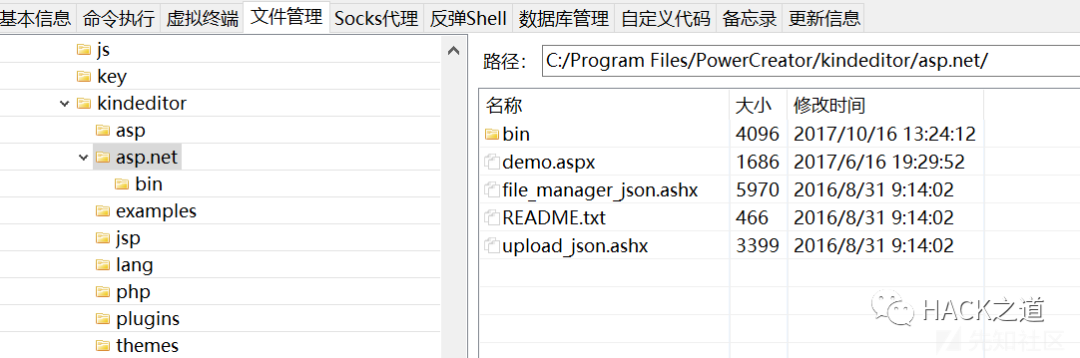 基本信息 命令执行 虚拟终端 文件管理 Socks代理 反弹Shell 数据库管理 自定义代码 备忘录 更新信息
js
key
kindeditor
asp
asp.net
bin
examples
jsp
lang
php
plugins
themes
路径： C:/Program Files/PowerCreator/kindeditor/asp.net/
名称 大小 修改时间
bin 4096 2017/10/16 13:24:12
demo.aspx 1686 2017/6/16 19:29:52
file_manager_json.ashx 5970 2016/8/31 9:14:02
README.txt 466 2016/8/31 9:14:02
upload_json.ashx 3399 2016/8/31 9:14:02
HACK之道
先知社区